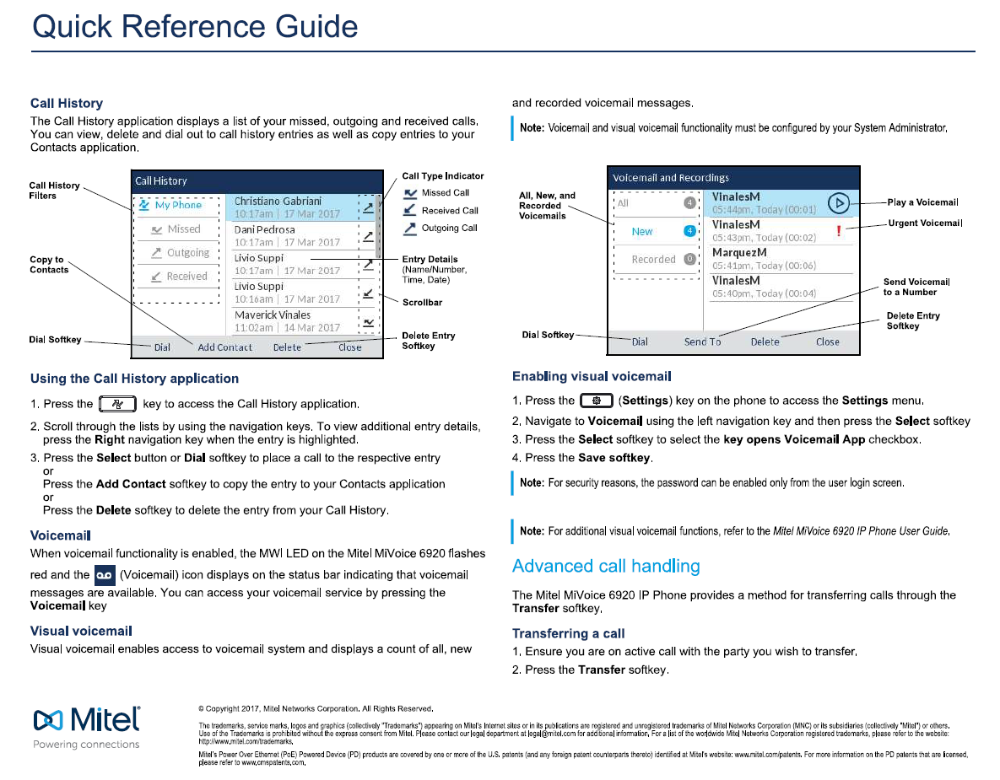 Quick Reference Guide
Call History
The Call History application displays a list of your missed, outgoing and received calls.
You can view, delete and dial out to call history entries as well as copy entries to your
Contacts application.
Call History
Filters
Copy to
Contacts
Dial Softkey
Call History
My Phone
Missed
Outgoing
Received
Christiano Gabriani
10:17am | 17 Mar 2017
Dani Pedrosa
10:17am | 17 Mar 2017
Livio Suppi
10:17am | 17 Mar 2017
Livio Suppi
10:16am | 17 Mar 2017
Maverick Vinales
11:02am | 14 Mar 2017
Dial Add Contact Delete Close
Call Type Indicator
Missed Call
Received Call
Outgoing Call
Entry Details
(Name/Number,
Time, Date)
Scrollbar
Delete Entry
Softkey
Using the Call History application
1. Press the key to access the Call History application.
2. Scroll through the lists by using the navigation keys. To view additional entry details,
press the Right navigation key when the entry is highlighted.
3. Press the Select button or Dial softkey to place a call to the respective entry
or
Press the Add Contact softkey to copy the entry to your Contacts application
or
Press the Delete softkey to delete the entry from your Call History.
Voicemail
When voicemail functionality is enabled, the MWI LED on the Mitel MiVoice 6920 flashes
red and the (Voicemail) icon displays on the status bar indicating that voicemail
messages are available. You can access your voicemail service by pressing the
Voicemail key
Visual voicemail
Visual voicemail enables access to voicemail system and displays a count of all, new
and recorded voicemail messages.
Note: Voicemail and visual voicemail functionality must be configured by your System Administrator.
All, New, and
Recorded
Voicemails
Dial Softkey
Voicemail and Recordings
All 4
New 4
Recorded 0
VInalesM
05:44pm, Today (00:01)
VInalesM
05:43pm, Today (00:02)
!
MarquezM
05:41pm, Today (00:06)
VInalesM
05:40pm, Today (00:04)
Dial Send To Delete Close
Play a Voicemail
Urgent Voicemail
Send Voicemail
to a Number
Delete Entry
Softkey
Enabling visual voicemail
1. Press the (Settings) key on the phone to access the Settings menu.
2. Navigate to Voicemail using the left navigation key and then press the Select softkey
3. Press the Select softkey to select the key opens Voicemail App checkbox.
4. Press the Save softkey.
Note: For security reasons, the password can be enabled only from the user login screen.
Note: For additional visual voicemail functions, refer to the Mitel MiVoice 6920 IP Phone User Guide.
Advanced call handling
The Mitel MiVoice 6920 IP Phone provides a method for transferring calls through the
Transfer softkey.
Transferring a call
1. Ensure you are on active call with the party you wish to transfer.
2. Press the Transfer softkey.
Mitel®
Powering connections
© Copyright 2017, Mitel Networks Corporation. All Rights Reserved.
The trademarks, service marks, logos and graphics (collectively "Trademarks") appearing on Mitel's Internet sites or in its publications are registered and unregistered trademarks of Mitel Networks Corporation (MNC) or its subsidiaries (collectively "Mitel") or others.
Use of the Trademarks is prohibited without the express consent from Mitel. Please contact our legal department at legal@mitel.com for additional information. For a list of the worldwide Mitel Networks Corporation registered trademarks, please refer to the website:
http://www.mitel.com/trademarks.
Mitel's Power Over Ethernet (PoE) Powered Device (PD) products are covered by one or more of the U.S. patents (and any foreign patent counterparts thereto) identified at Mitel's website: www.mitel.com/patents. For more information on the PD patents that are licensed,
please refer to www.cmspatents.com.